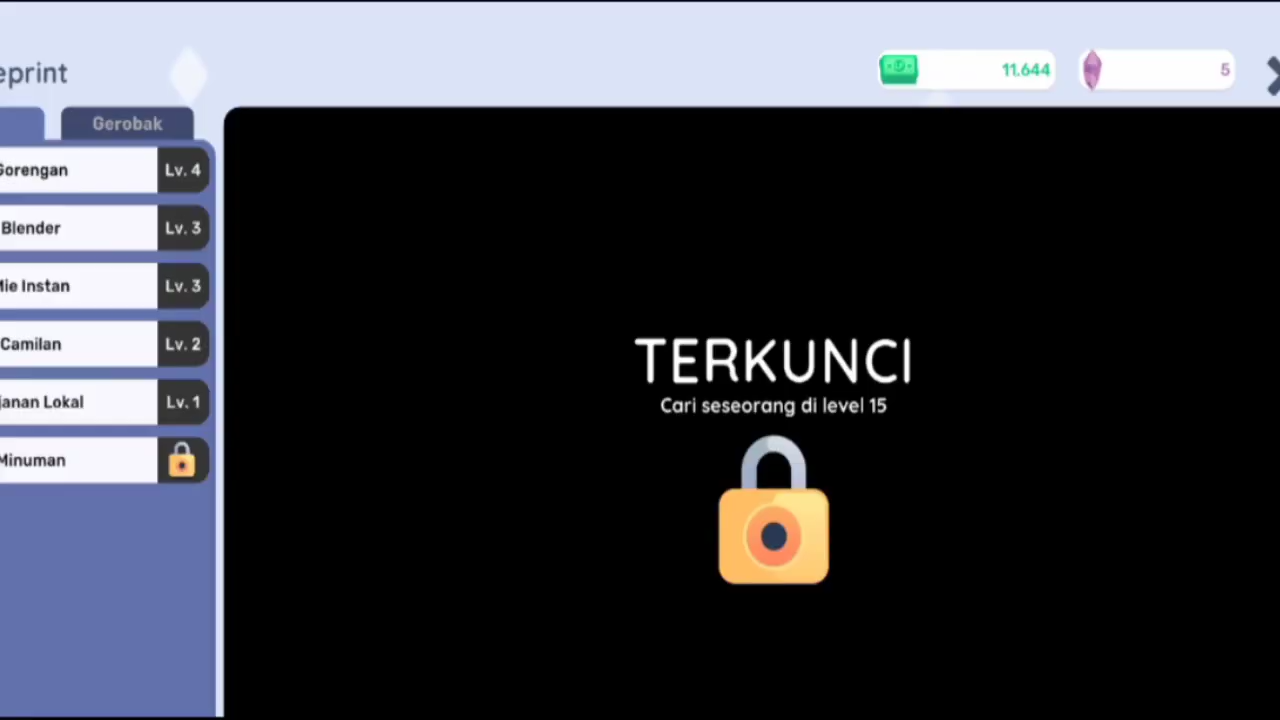 eprint
11.644
5
Gerobak
Gorengan Lv. 4
Blender Lv. 3
Mie Instan Lv. 3
Camilan Lv. 2
janan Lokal Lv. 1
Minuman
TERKUNCI
Cari seseorang di level 15